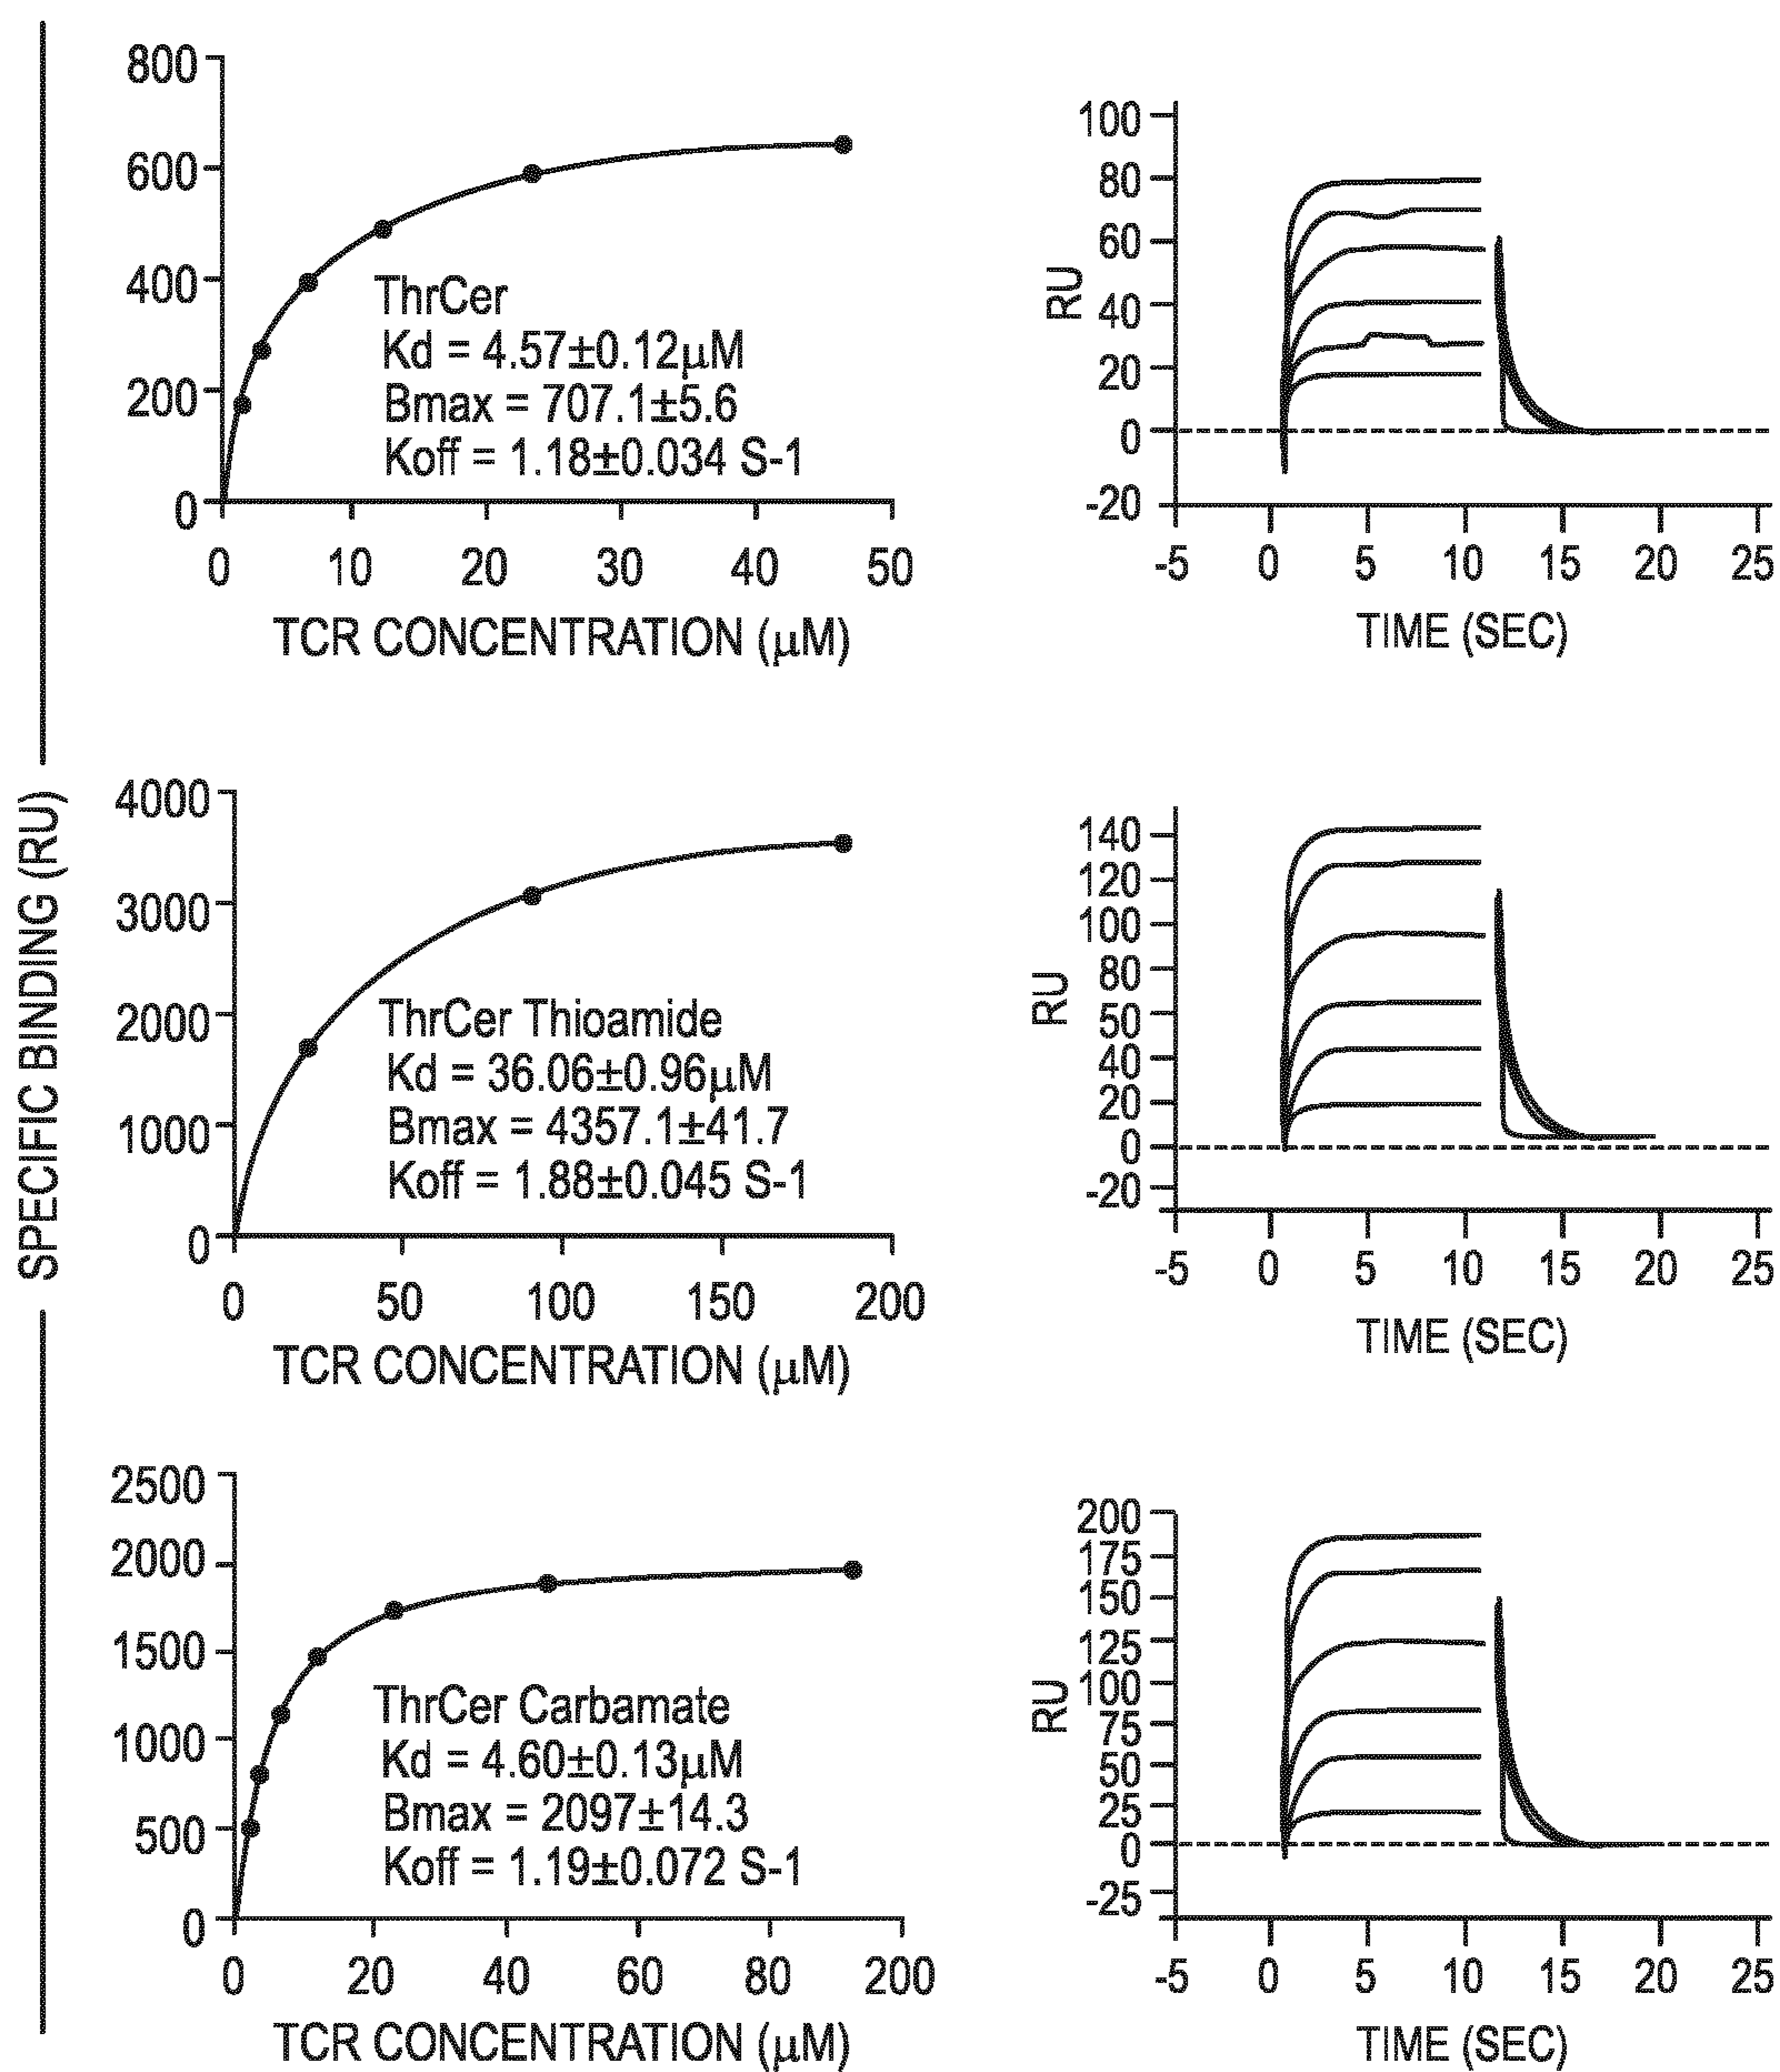 SPECIFIC BINDING (RU)
800
600
400
200
0
ThrCer
Kd = 4.57±0.12μM
Bmax = 707.1±5.6
Koff = 1.18±0.034 S-1
0 10 20 30 40 50
TCR CONCENTRATION (μM)
100
80
60
40
20
0
-20
RU
-5 0 5 10 15 20 25
TIME (SEC)
4000
3000
2000
1000
0
ThrCer Thioamide
Kd = 36.06±0.96μM
Bmax = 4357.1±41.7
Koff = 1.88±0.045 S-1
0 50 100 150 200
TCR CONCENTRATION (μM)
140
120
100
80
50
40
20
0
-20
RU
-5 0 5 10 15 20 25
TIME (SEC)
2500
2000
1500
1000
500
0
ThrCer Carbamate
Kd = 4.60±0.13μM
Bmax = 2097±14.3
Koff = 1.19±0.072 S-1
0 20 40 60 80 200
TCR CONCENTRATION (μM)
200
175
150
125
100
75
50
25
0
-25
RU
-5 0 5 10 15 20 25
TIME (SEC)